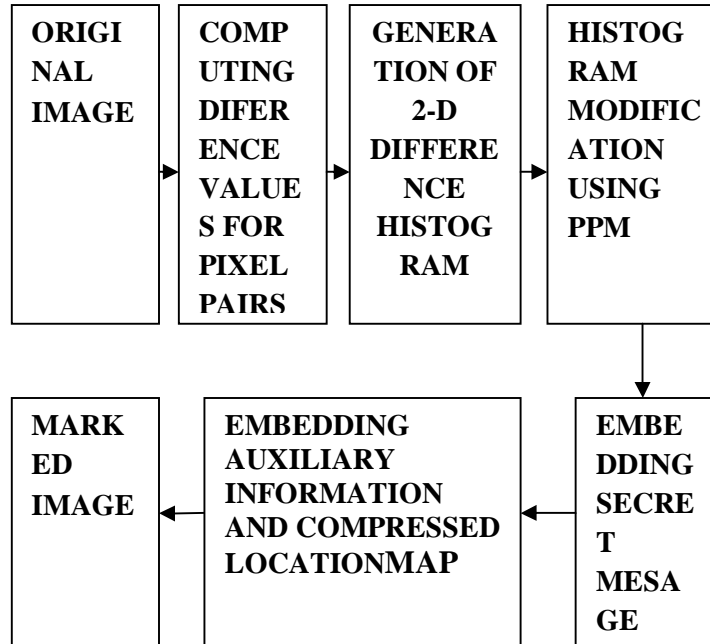 ORIGI
NAL
IMAGE
COMP
UTING
DIFER
ENCE
VALUE
S FOR
PIXEL
PAIRS
GENERA
TION OF
2-D
DIFFERE
NCE
HISTOG
RAM
HISTOG
RAM
MODIFIC
ATION
USING
PPM
EMBE
DDING
SECRE
T
MESA
GE
EMBEDDING
AUXILIARY
INFORMATION
AND COMPRESSED
LOCATIONMAP
MARK
ED
IMAGE